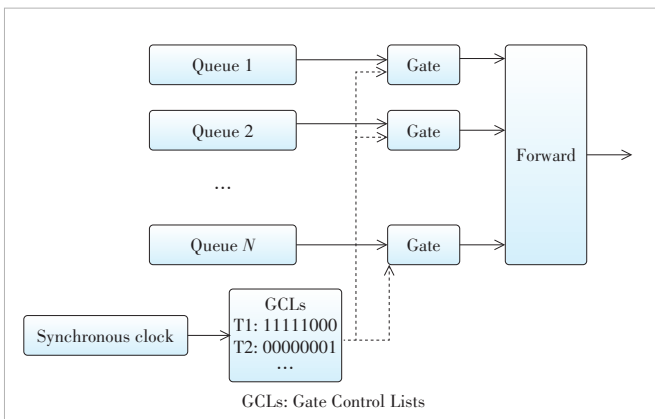 Queue 1
Gate
Queue 2
Gate
Forward
...
Queue N
Gate
Synchronous clock
GCLs
T1: 11111000
T2: 00000001
...
GCLs: Gate Control Lists